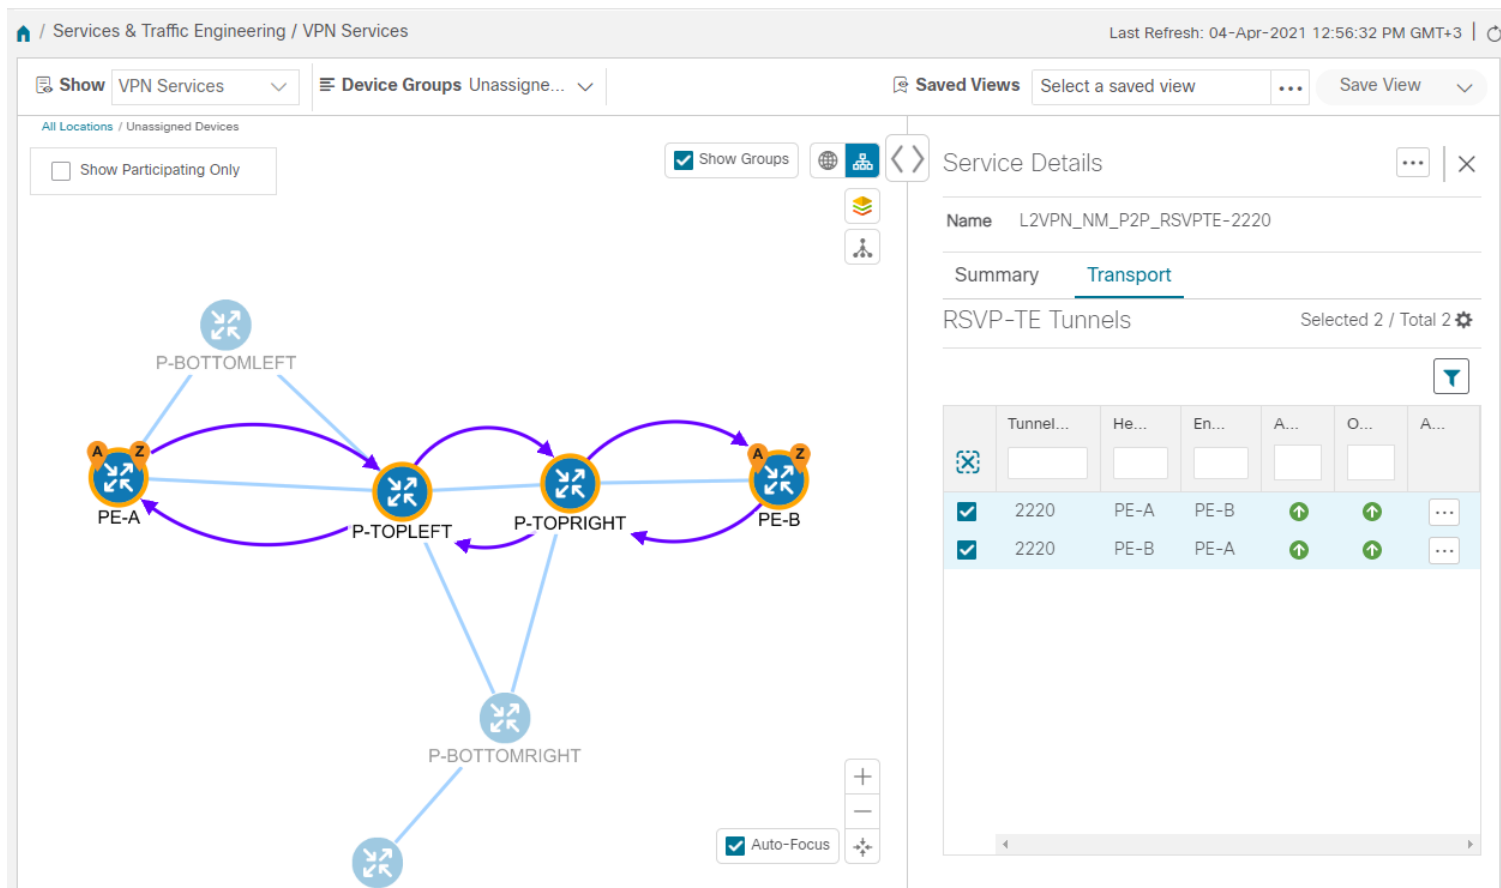 / Services & Traffic Engineering / VPN Services
Last Refresh: 04-Apr-2021 12:56:32 PM GMT+3 |
Show VPN Services
Device Groups Unassigne...
Saved Views Select a saved view
...
Save View
All Locations / Unassigned Devices
Show Participating Only
Show Groups
P-BOTTOMLEFT
A Z
PE-A
P-TOPLEFT
P-TOPRIGHT
A Z
PE-B
P-BOTTOMRIGHT
Auto-Focus
Service Details
...
Name L2VPN_NM_P2P_RSVPTE-2220
Summary Transport
RSVP-TE Tunnels Selected 2 / Total 2
Tunnel... He... En... A... O... A...
2220 PE-A PE-B ...
2220 PE-B PE-A ...